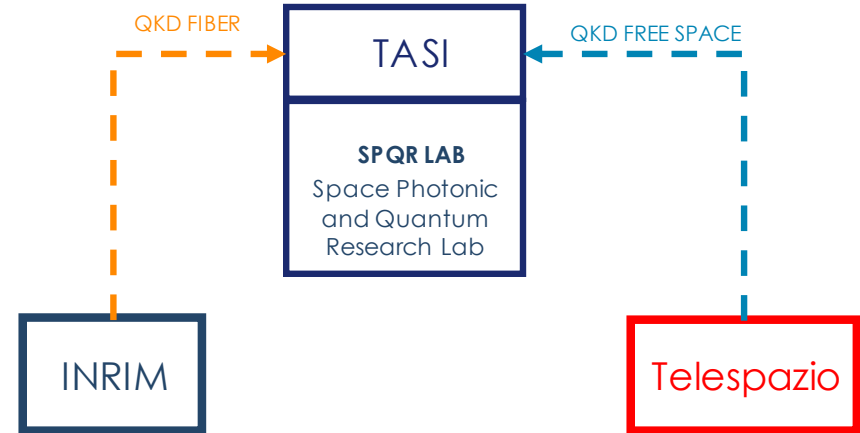 QKD FIBER
TASI
QKD FREE SPACE
SPQR LAB
Space Photonic
and Quantum
Research Lab
INRIM
Telespazio